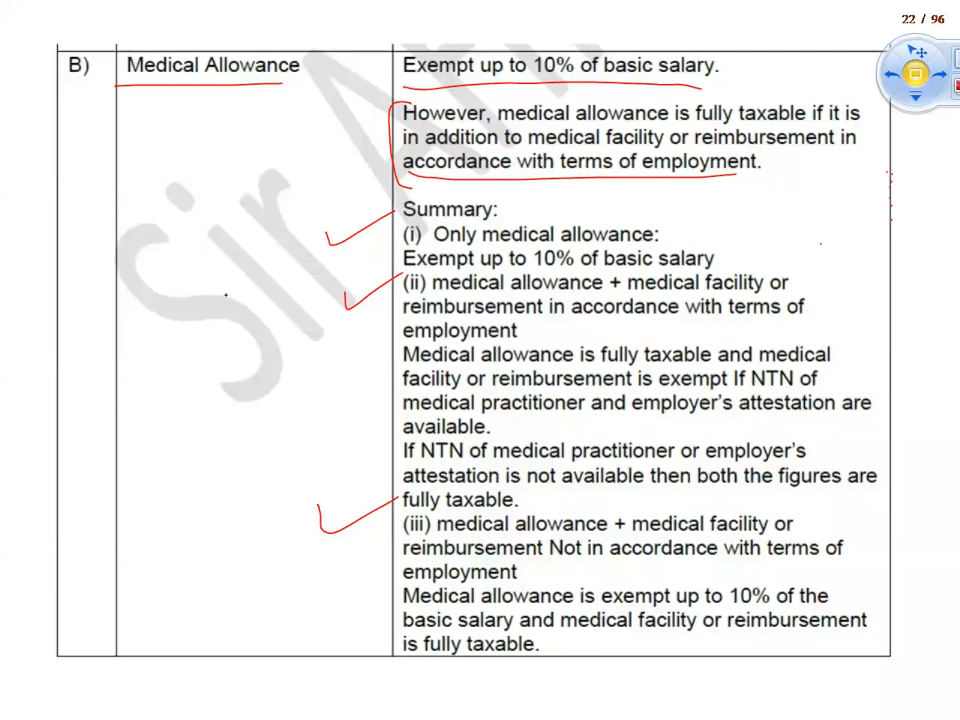 22 / 96
B) Medical Allowance Exempt up to 10% of basic salary.
However, medical allowance is fully taxable if it is
in addition to medical facility or reimbursement in
accordance with terms of employment.
Summary:
(i) Only medical allowance:
Exempt up to 10% of basic salary
(ii) medical allowance + medical facility or
reimbursement in accordance with terms of
employment
Medical allowance is fully taxable and medical
facility or reimbursement is exempt If NTN of
medical practitioner and employer's attestation are
available.
If NTN of medical practitioner or employer's
attestation is not available then both the figures are
fully taxable.
(iii) medical allowance + medical facility or
reimbursement Not in accordance with terms of
employment
Medical allowance is exempt up to 10% of the
basic salary and medical facility or reimbursement
is fully taxable.
Sir